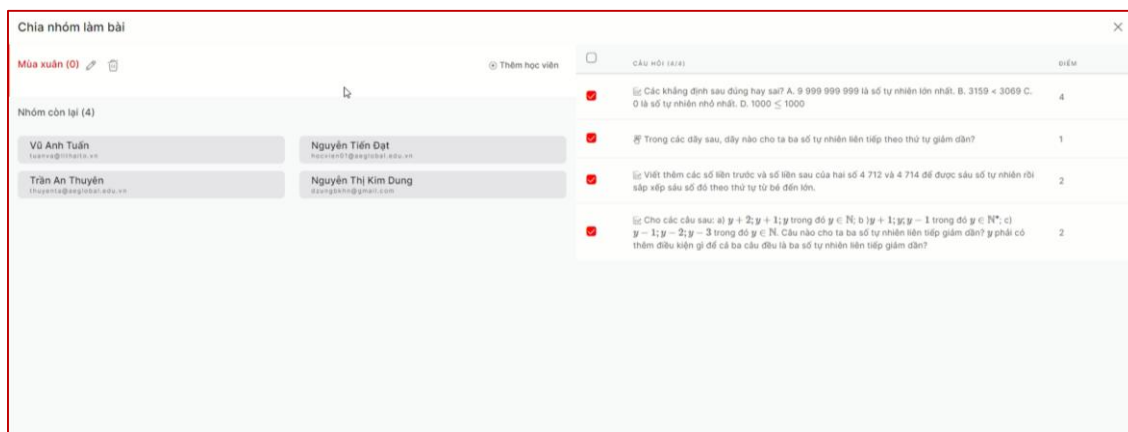 Chia nhóm làm bài
Mùa xuân (0)
Thêm học viên
Nhóm còn lại (4)
Vũ Anh Tuấn
tuanva@trihaito.vn
Nguyễn Tiến Đạt
hocvien01@aeglobal.edu.vn
Trần An Thuyên
thuyenta@aeglobal.edu.vn
Nguyễn Thị Kim Dung
dzungbkhn@gmail.com
CÂU HỎI (4/4)
ĐIỂM
Các khẳng định sau đúng hay sai? A. 9 999 999 999 là số tự nhiên lớn nhất. B. 3159 < 3069 C.
0 là số tự nhiên nhỏ nhất. D. 1000 ≤ 1000
4
Trong các dãy sau, dãy nào cho ta ba số tự nhiên liên tiếp theo thứ tự giảm dần?
1
Viết thêm các số liền trước và số liền sau của hai số 4 712 và 4 714 để được sáu số tự nhiên rồi
sắp xếp sáu số đó theo thứ tự từ bé đến lớn.
2
Cho các câu sau: a) y + 2; y + 1; y trong đó y ∈ ℕ; b )y + 1; y; y − 1 trong đó y ∈ ℕ*; c)
y − 1; y − 2; y − 3 trong đó y ∈ ℕ. Câu nào cho ta ba số tự nhiên liên tiếp giảm dần? y phải có
thêm điều kiện gì để cả ba câu đều là ba số tự nhiên liên tiếp giảm dần?
2